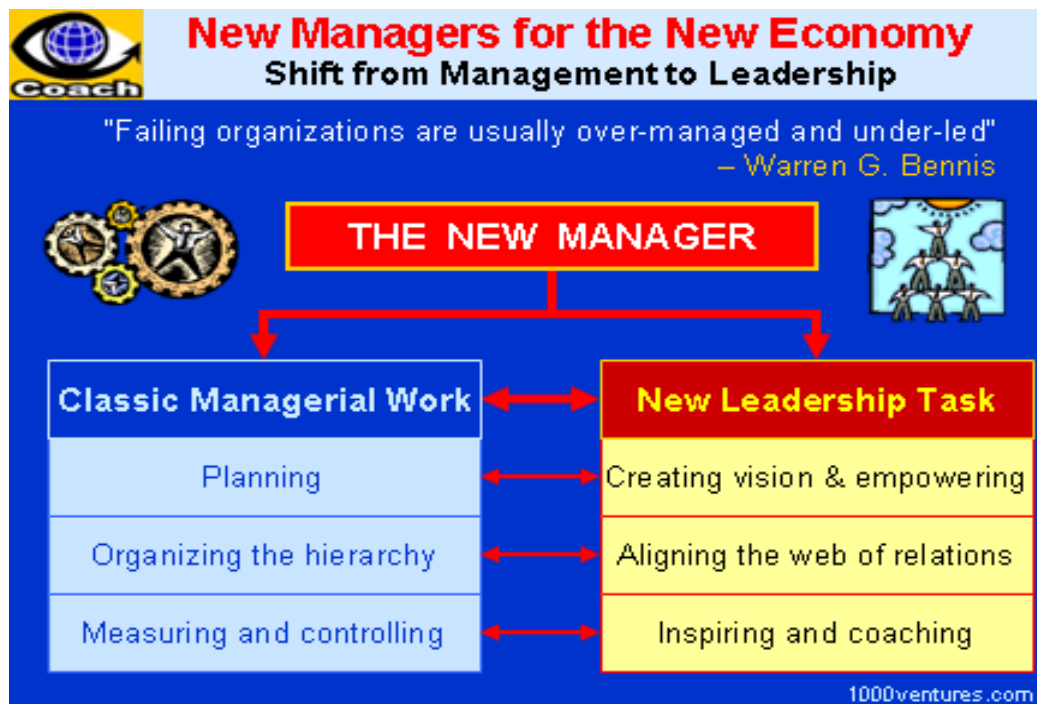 Coach
New Managers for the New Economy
Shift from Management to Leadership
"Failing organizations are usually over-managed and under-led"
– Warren G. Bennis
THE NEW MANAGER
Classic Managerial Work
New Leadership Task
Planning
Creating vision & empowering
Organizing the hierarchy
Aligning the web of relations
Measuring and controlling
Inspiring and coaching
1000ventures.com